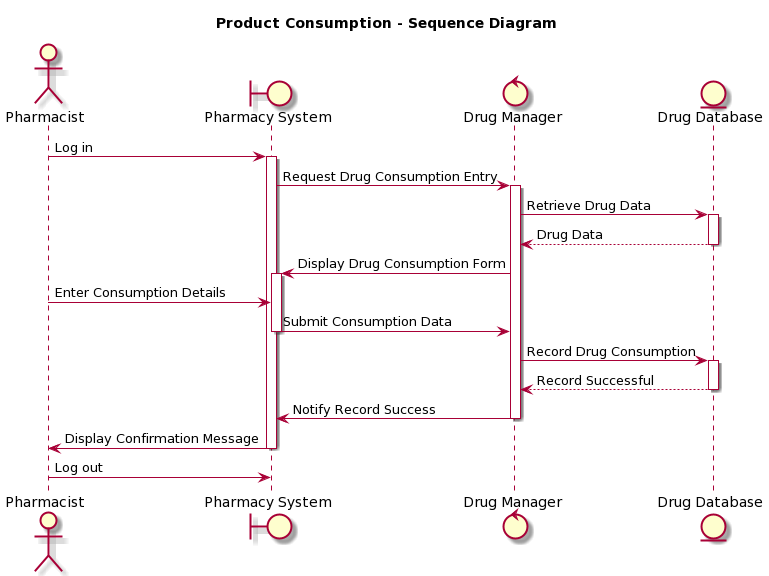 Product Consumption - Sequence Diagram
Pharmacist
Pharmacy System
Drug Manager
Drug Database
Log in
Request Drug Consumption Entry
Retrieve Drug Data
Drug Data
Display Drug Consumption Form
Enter Consumption Details
Submit Consumption Data
Record Drug Consumption
Record Successful
Notify Record Success
Display Confirmation Message
Log out
Pharmacist
Pharmacy System
Drug Manager
Drug Database